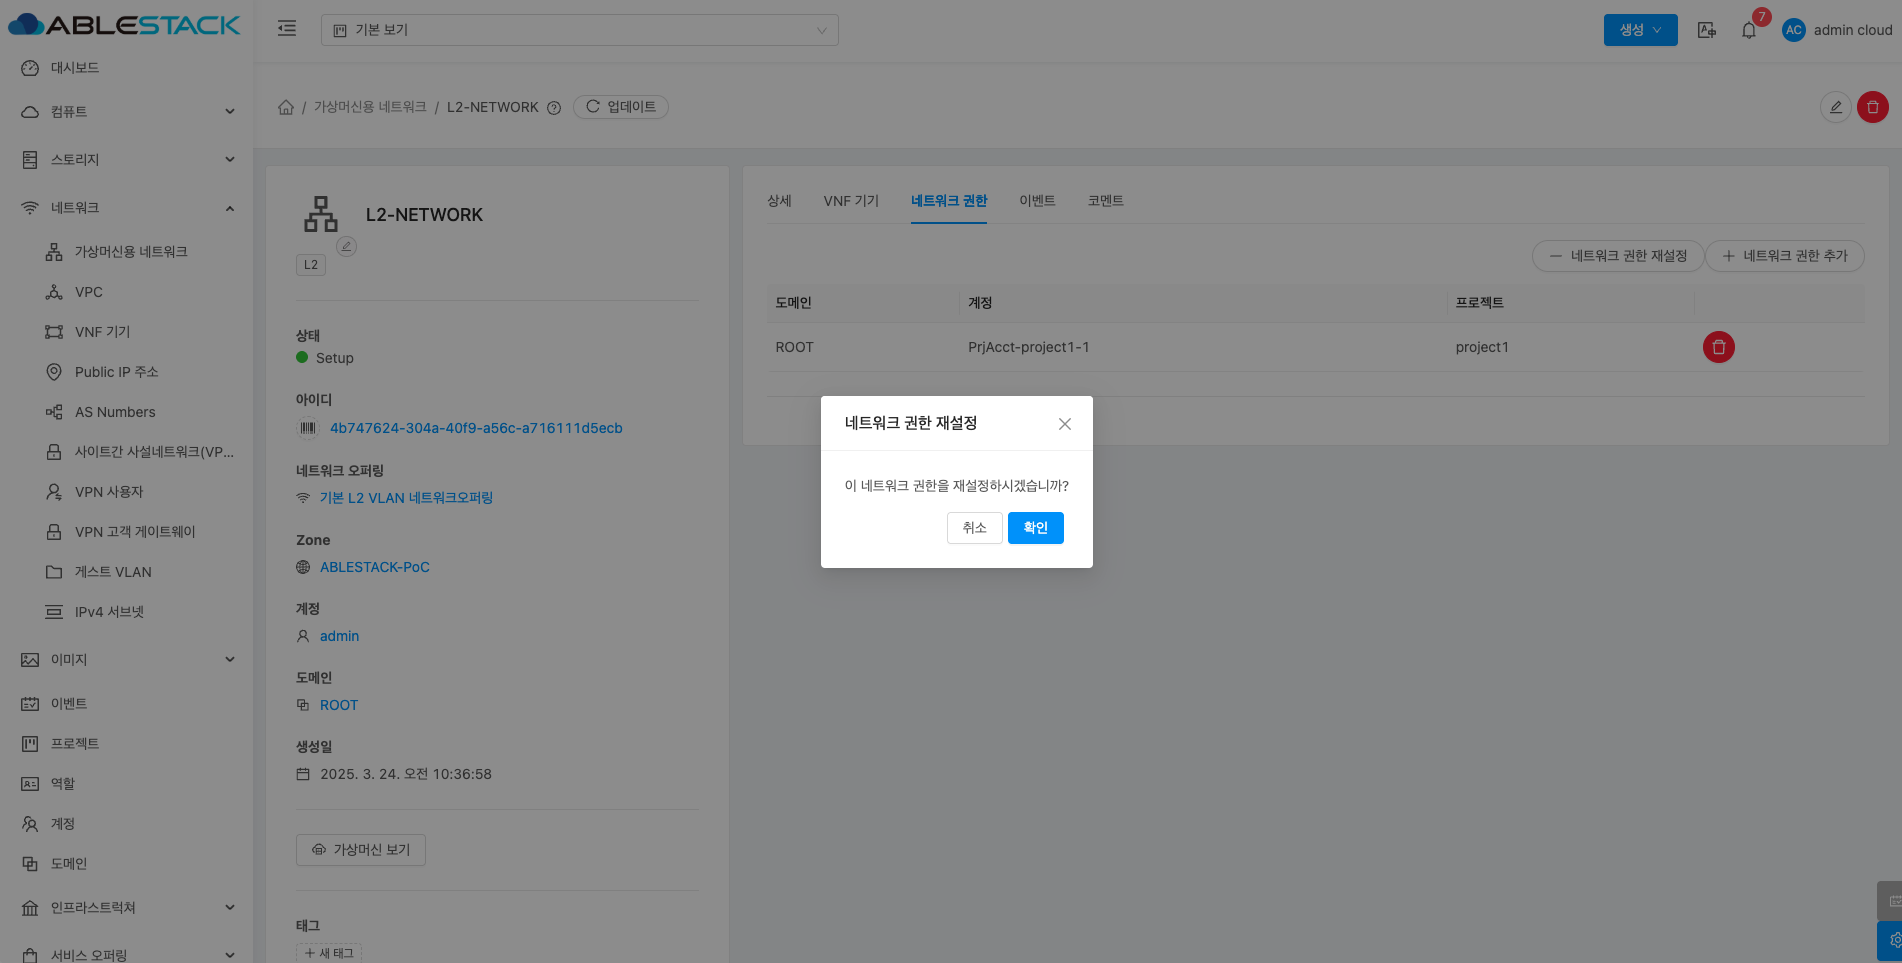 ABLESTACK
기본 보기
생성
7
AC
admin cloud
대시보드
컴퓨트
스토리지
네트워크
가상머신용 네트워크
VPC
VNF 기기
Public IP 주소
AS Numbers
사이트간 사설네트워크(VP...
VPN 사용자
VPN 고객 게이트웨이
게스트 VLAN
IPv4 서브넷
이미지
이벤트
프로젝트
역할
계정
도메인
인프라스트럭쳐
서비스 오퍼링
/ 가상머신용 네트워크 / L2-NETWORK
업데이트
L2-NETWORK
L2
상태
Setup
아이디
4b747624-304a-40f9-a56c-a716111d5ecb
네트워크 오퍼링
기본 L2 VLAN 네트워크오퍼링
Zone
ABLESTACK-PoC
계정
admin
도메인
ROOT
생성일
2025. 3. 24. 오전 10:36:58
가상머신 보기
태그
+ 새 태그
상세 VNF 기기 네트워크 권한 이벤트 코멘트
네트워크 권한 재설정
네트워크 권한 추가
도메인 계정 프로젝트
ROOT PrjAcct-project1-1 project1
네트워크 권한 재설정
이 네트워크 권한을 재설정하시겠습니까?
취소 확인